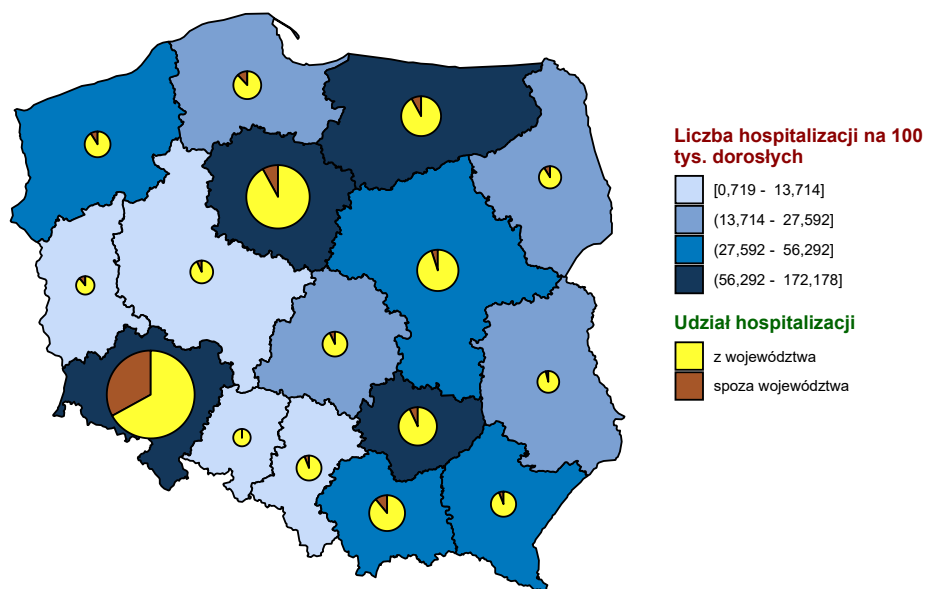 Liczba hospitalizacji na 100
tys. dorosłych
[0,719 - 13,714]
(13,714 - 27,592]
(27,592 - 56,292]
(56,292 - 172,178]
Udział hospitalizacji
z województwa
spoza województwa